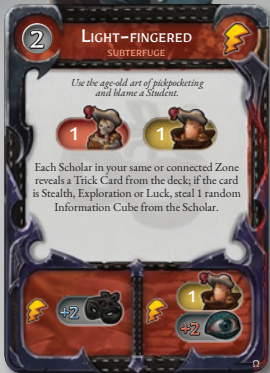 2
LIGHT-FINGERED
SUBTERFUGE
Use the age-old art of pickpocketing
and blame a Student.
1 1
Each Scholar in your same or connected Zone
reveals a Trick Card from the deck; if the card
is Stealth, Exploration or Luck, steal 1 random
Information Cube from the Scholar.
+2 1
+2
Ω